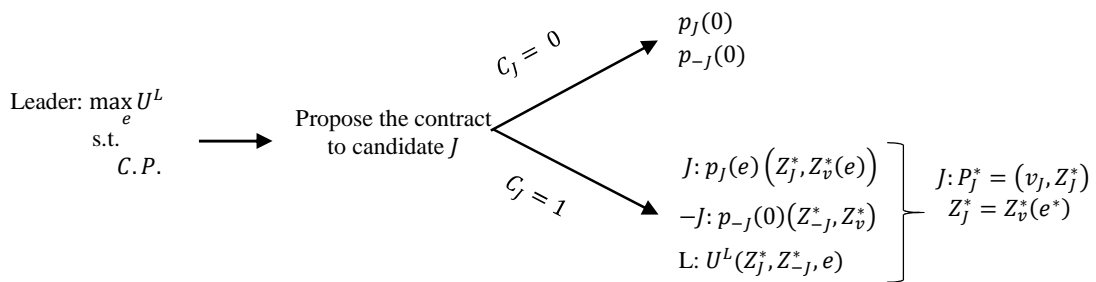 Leader: max U^L
e
s.t.
C.P.
Propose the contract
to candidate J
C_J = 0
C_J = 1
p_J(0)
p_{-J}(0)
J: p_J(e) (Z_J^*, Z_v^*(e))
-J: p_{-J}(0)(Z_{-J}^*, Z_v^*)
L: U^L(Z_J^*, Z_{-J}^*, e)
J: P_J^* = (v_J, Z_J^*)
Z_J^* = Z_v^*(e^*)